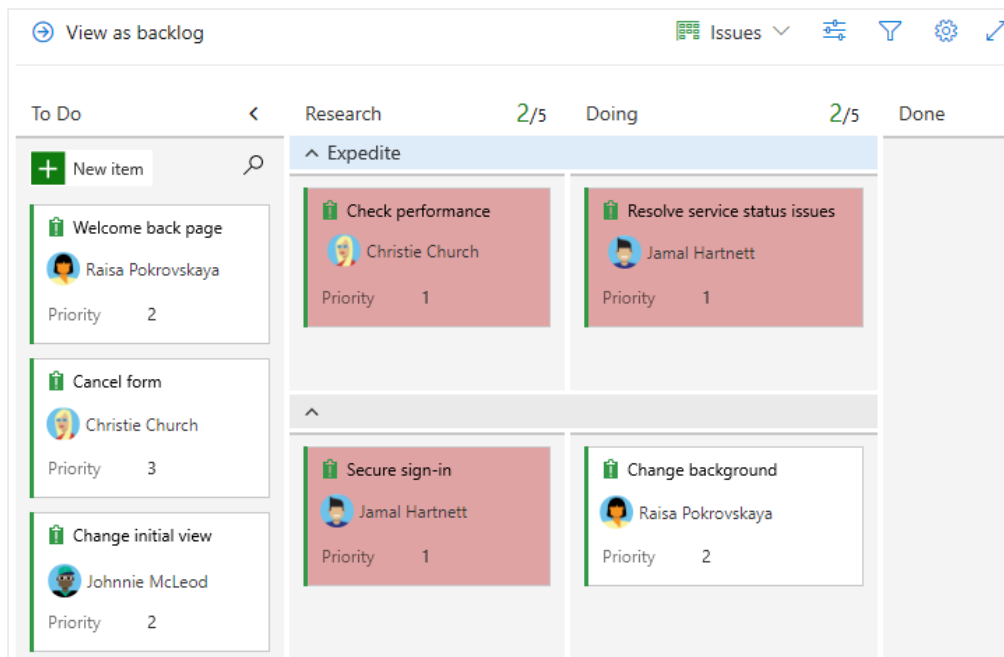 View as backlog
Issues
To Do
Research 2/5
Doing 2/5
Done
New item
Welcome back page
Raisa Pokrovskaya
Priority 2
Cancel form
Christie Church
Priority 3
Change initial view
Johnnie McLeod
Priority 2
Expedite
Check performance
Christie Church
Priority 1
Resolve service status issues
Jamal Hartnett
Priority 1
Secure sign-in
Jamal Hartnett
Priority 1
Change background
Raisa Pokrovskaya
Priority 2